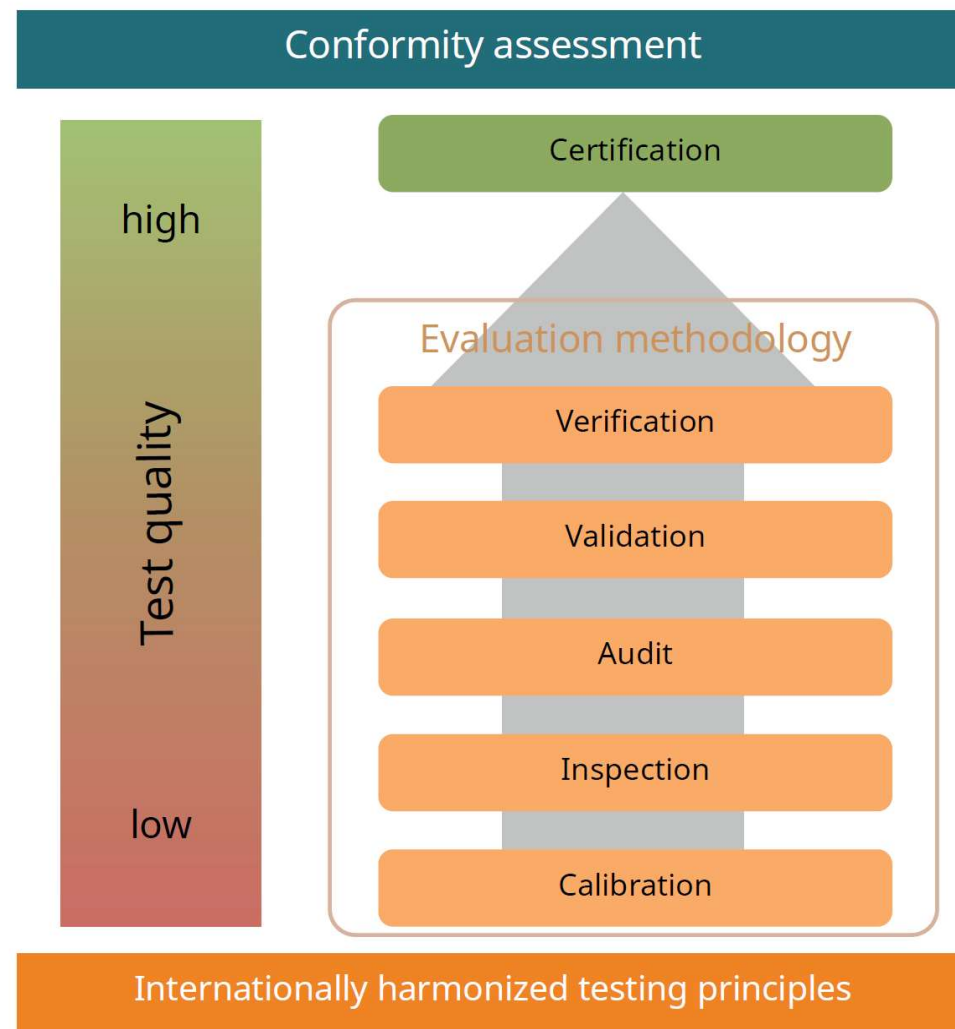 Conformity assessment
high
Test quality
low
Certification
Evaluation methodology
Verification
Validation
Audit
Inspection
Calibration
Internationally harmonized testing principles